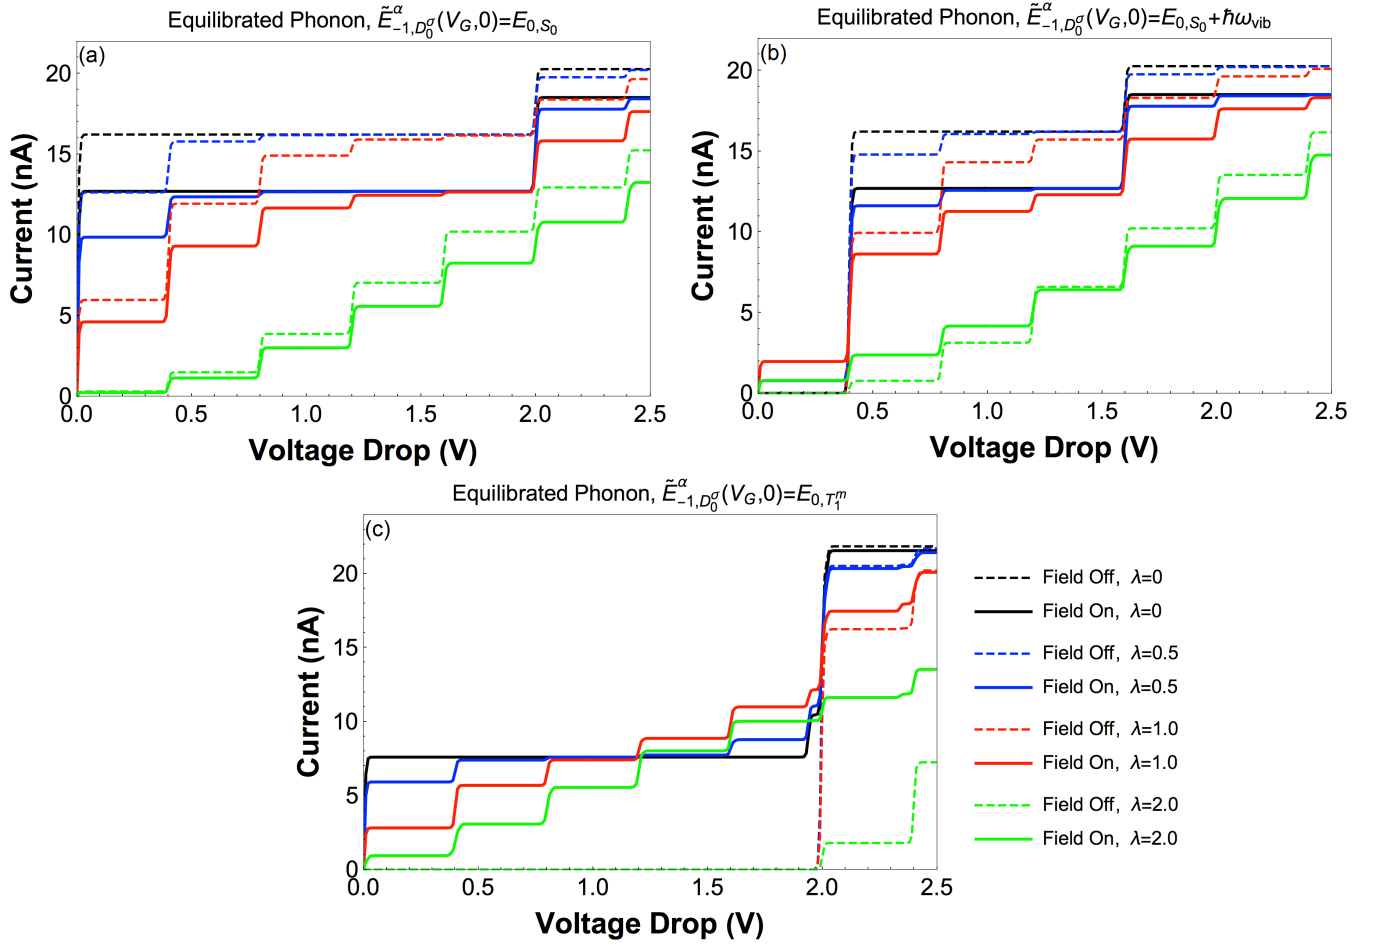 Equilibrated Phonon, Ẽ^α_{−1,D_0^σ}(V_G,0)=E_{0,S_0}
(a)
20
15
10
5
0
0.0 0.5 1.0 1.5 2.0 2.5
Current (nA)
Voltage Drop (V)
Equilibrated Phonon, Ẽ^α_{−1,D_0^σ}(V_G,0)=E_{0,S_0}+ℏω_vib
(b)
20
15
10
5
0
0.0 0.5 1.0 1.5 2.0 2.5
Current (nA)
Voltage Drop (V)
Equilibrated Phonon, Ẽ^α_{−1,D_0^σ}(V_G,0)=E_{0,T_1^m}
(c)
20
15
10
5
0
0.0 0.5 1.0 1.5 2.0 2.5
Current (nA)
Voltage Drop (V)
Field Off, λ=0
Field On, λ=0
Field Off, λ=0.5
Field On, λ=0.5
Field Off, λ=1.0
Field On, λ=1.0
Field Off, λ=2.0
Field On, λ=2.0